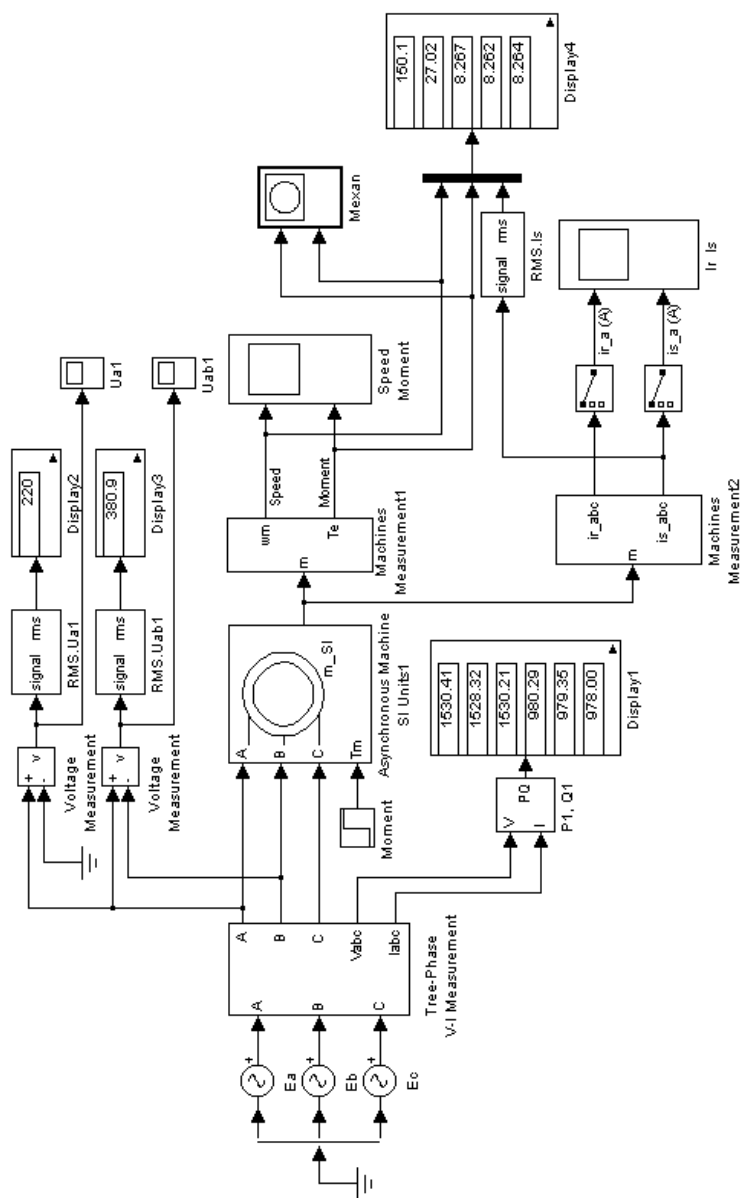 Ea
Eb
Ec
+
+
+
A
B
C
A
B
C
Vabc
Iabc
Tree-Phase
V-I Measurement
+
-
v
Voltage
Measurement
+
-
v
Voltage
Measurement
signal rms
RMS.Ua1
signal rms
RMS.Uab1
220
Display2
380.9
Display3
Ua1
Uab1
Moment
A
B
C
Tm
m_SI
Asynchronous Machine
SI Units1
V
I
PQ
P1, Q1
1530.41
1528.32
1530.21
980.29
979.35
978.00
Display1
m
wm
Te
Machines
Measurement1
Speed
Moment
Speed
Moment
m
ir_abc
is_abc
Machines
Measurement2
ir_a (A)
is_a (A)
Ir Is
signal rms
RMS.Is
Mexan
150.1
27.02
8.267
8.262
8.264
Display4